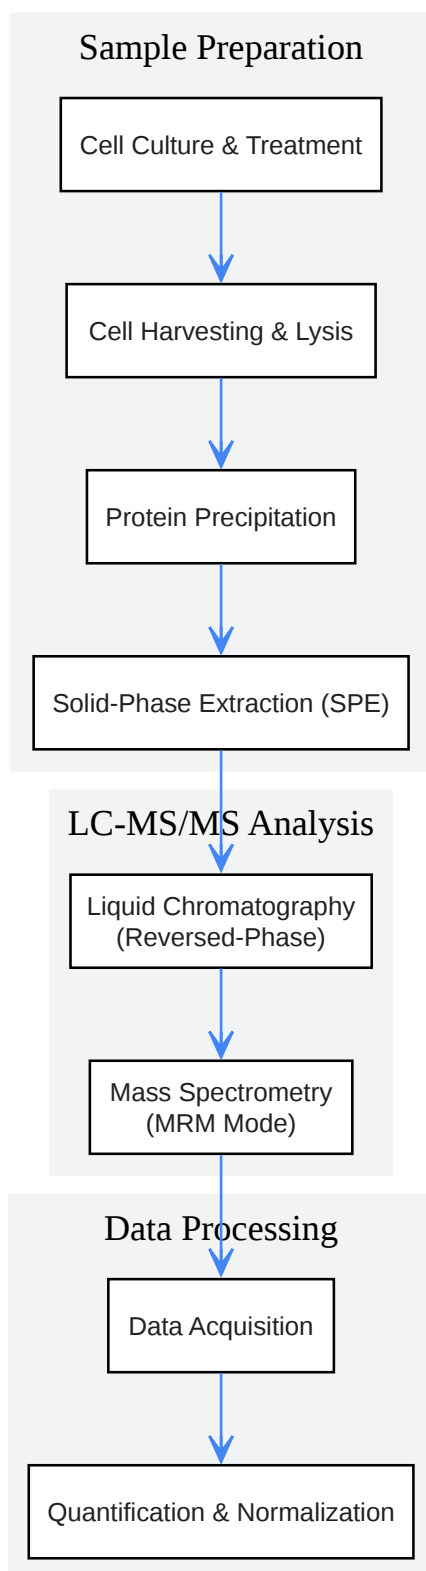 Sample Preparation
Cell Culture & Treatment
Cell Harvesting & Lysis
Protein Precipitation
Solid-Phase Extraction (SPE)
LC-MS/MS Analysis
Liquid Chromatography
(Reversed-Phase)
Mass Spectrometry
(MRM Mode)
Data Processing
Data Acquisition
Quantification & Normalization